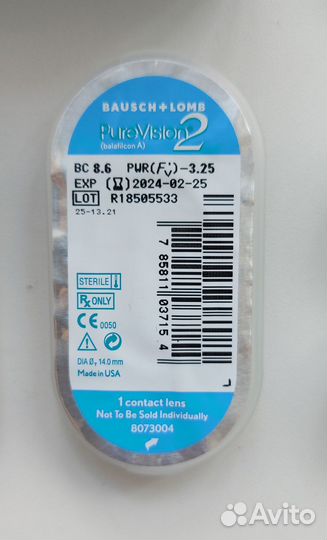 BAUSCH + LOMB
PureVision2
(balafilcon A)
BC 8.6 PWR(F'v)-3.25
EXP 2024-02-25
LOT R18505533
25-13.21
7 85811 03715 4
STERILE
Rx ONLY
CE 0050
DIA ØT 14.0mm
Made in USA
1 contact lens
Not To Be Sold Individually
8073004
Avito